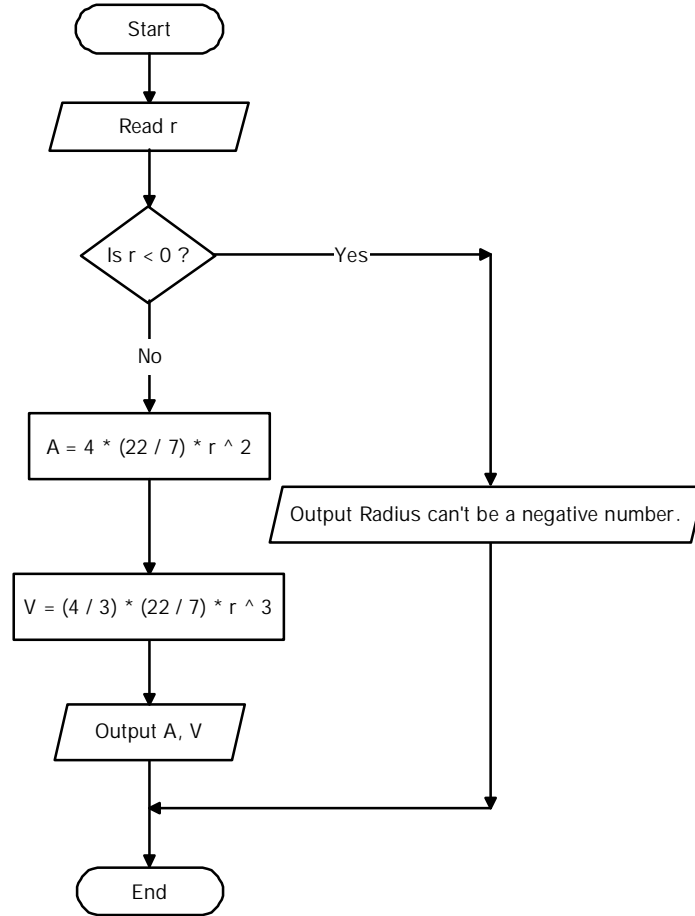 Start
Read r
Is r < 0 ?
Yes
No
A = 4 * (22 / 7) * r ^ 2
Output Radius can't be a negative number.
V = (4 / 3) * (22 / 7) * r ^ 3
Output A, V
End